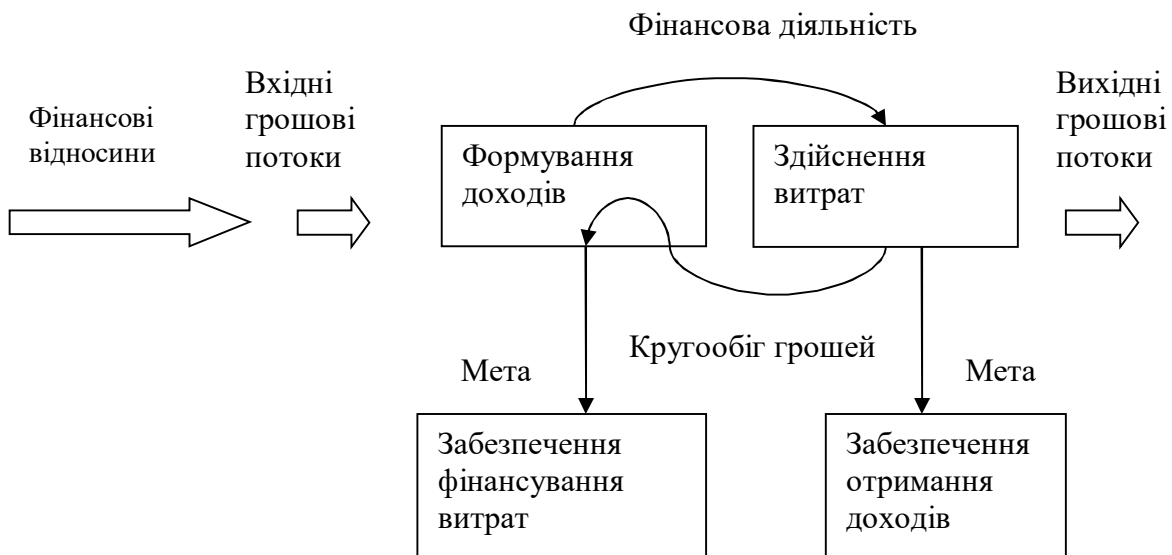 Фінансова діяльність
Фінансові
відносини
Вхідні
грошові
потоки
Формування
доходів
Здійснення
витрат
Вихідні
грошові
потоки
Кругообіг грошей
Мета
Мета
Забезпечення
фінансування
витрат
Забезпечення
отримання
доходів